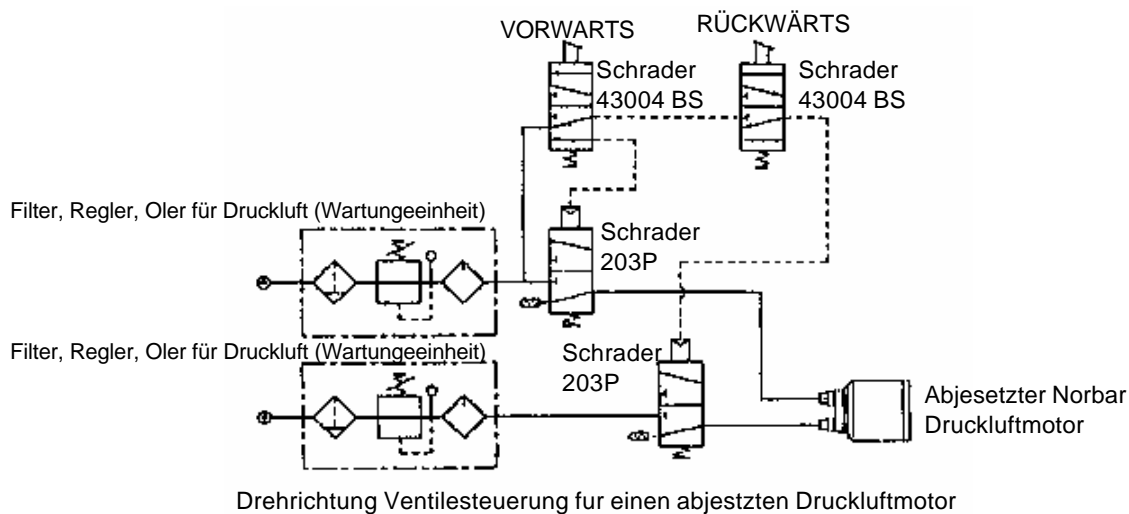 VORWARTS
RÜCKWÄRTS
Schrader
43004 BS
Schrader
43004 BS
Filter, Regler, Oler für Druckluft (Wartungeeinheit)
Schrader
203P
Filter, Regler, Oler für Druckluft (Wartungeeinheit)
Schrader
203P
Abjesetzter Norbar
Druckluftmotor
Drehrichtung Ventilesteuerung fur einen abjestzten Druckluftmotor